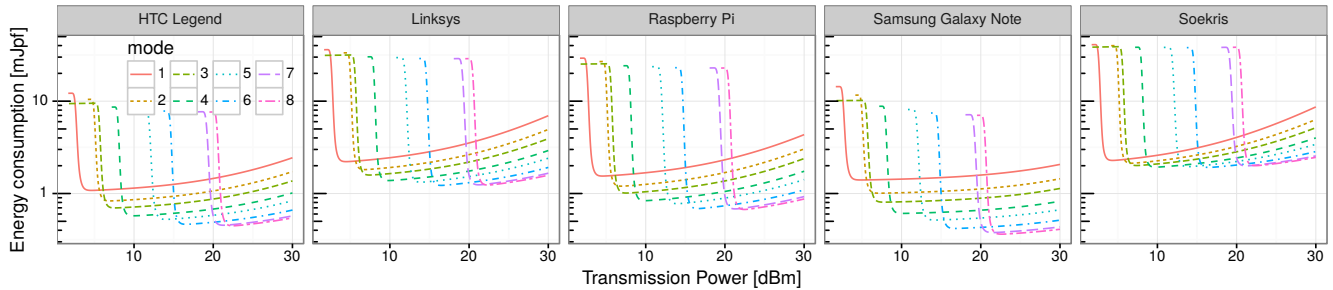 HTC Legend
Linksys
Raspberry Pi
Samsung Galaxy Note
Soekris
Energy consumption [mJpf]
10
1
mode
1
3
5
7
2
4
6
8
10 20 30
10 20 30
10 20 30
10 20 30
10 20 30
Transmission Power [dBm]